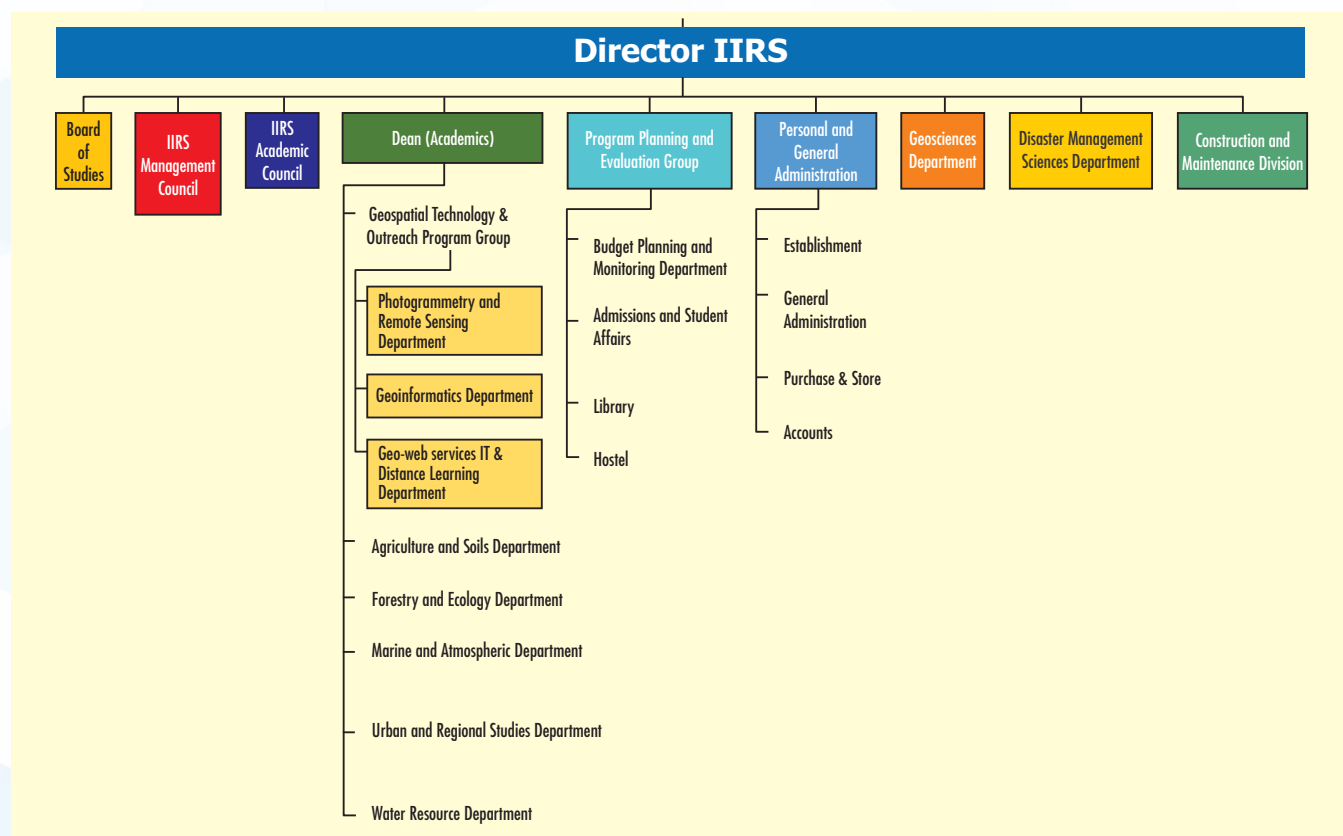 Director IIRS
Board
of
Studies
IIRS
Management
Council
IIRS
Academic
Council
Dean (Academics)
Program Planning and
Evaluation Group
Personal and
General
Administration
Geosciences
Department
Disaster Management
Sciences Department
Construction and
Maintenance Division
Geospatial Technology &
Outreach Program Group
Photogrammetry and
Remote Sensing
Department
Geoinformatics Department
Geo-web services IT &
Distance Learning
Department
Agriculture and Soils Department
Forestry and Ecology Department
Marine and Atmospheric Department
Urban and Regional Studies Department
Water Resource Department
Budget Planning and
Monitoring Department
Admissions and Student
Affairs
Library
Hostel
Establishment
General
Administration
Purchase & Store
Accounts